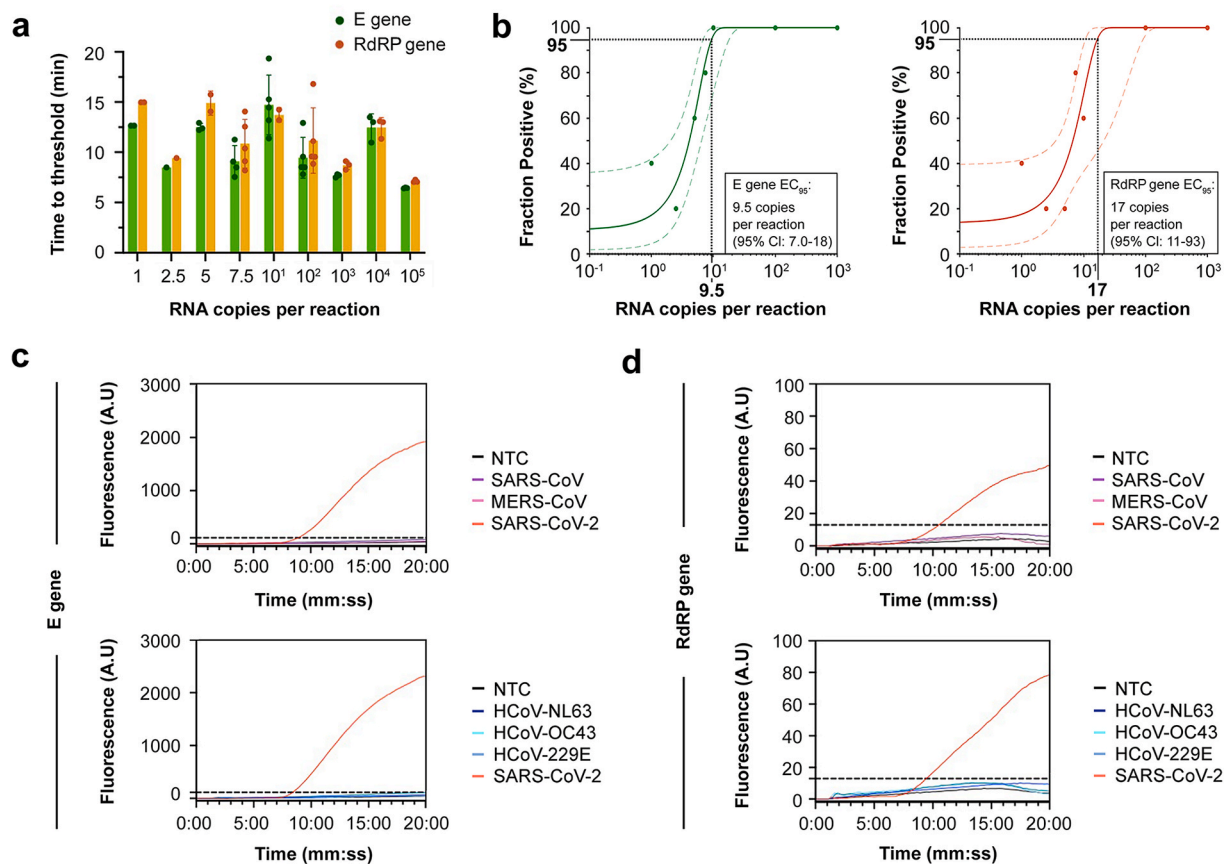 a
E gene
RdRP gene
Time to threshold (min)
20
15
10
5
0
1 2.5 5 7.5 10¹ 10² 10³ 10⁴ 10⁵
RNA copies per reaction
b
Fraction Positive (%)
100
95
80
60
40
20
0
E gene EC₉₅:
9.5 copies
per reaction
(95% CI: 7.0-18)
10⁻¹ 10⁰ 10¹ 10² 10³
9.5
RNA copies per reaction
Fraction Positive (%)
100
95
80
60
40
20
0
RdRP gene EC₉₅:
17 copies
per reaction
(95% CI: 11-93)
10⁻¹ 10⁰ 10¹ 10² 10³
17
RNA copies per reaction
c
E gene
Fluorescence (A.U)
3000
2000
1000
0
0:00 5:00 10:00 15:00 20:00
Time (mm:ss)
NTC
SARS-CoV
MERS-CoV
SARS-CoV-2
Fluorescence (A.U)
3000
2000
1000
0
0:00 5:00 10:00 15:00 20:00
Time (mm:ss)
NTC
HCoV-NL63
HCoV-OC43
HCoV-229E
SARS-CoV-2
d
RdRP gene
Fluorescence (A.U)
100
80
60
40
20
0
0:00 5:00 10:00 15:00 20:00
Time (mm:ss)
NTC
SARS-CoV
MERS-CoV
SARS-CoV-2
Fluorescence (A.U)
100
80
60
40
20
0
0:00 5:00 10:00 15:00 20:00
Time (mm:ss)
NTC
HCoV-NL63
HCoV-OC43
HCoV-229E
SARS-CoV-2